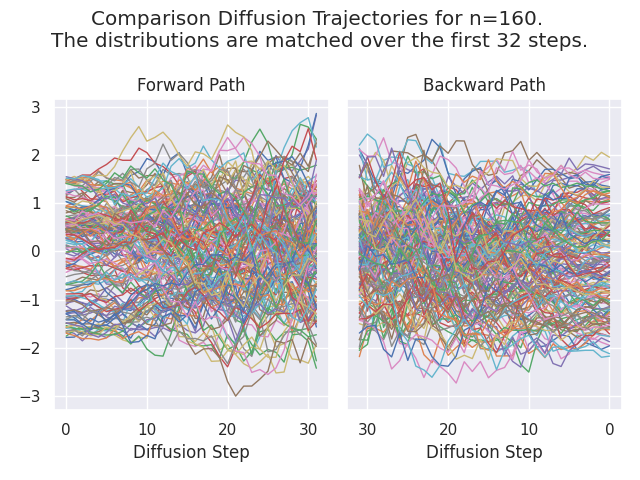 Comparison Diffusion Trajectories for n=160.
The distributions are matched over the first 32 steps.
Forward Path
Backward Path
3
2
1
0
−1
−2
−3
0 10 20 30
30 20 10 0
Diffusion Step
Diffusion Step